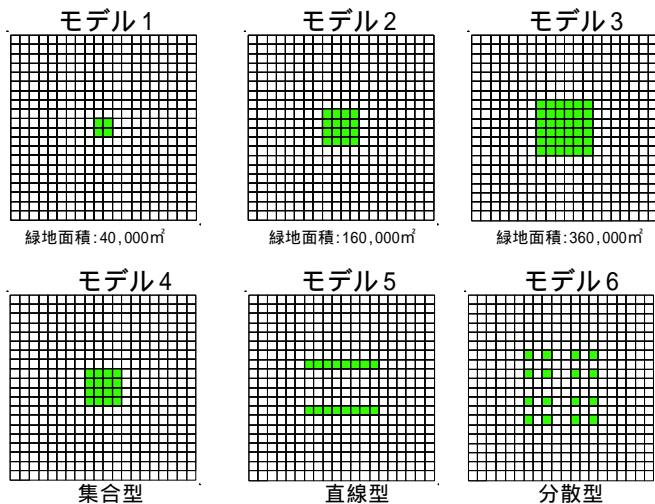 モデル1
モデル2
モデル3
緑地面積:40,000㎡
緑地面積:160,000㎡
緑地面積:360,000㎡
モデル4
モデル5
モデル6
集合型
直線型
分散型